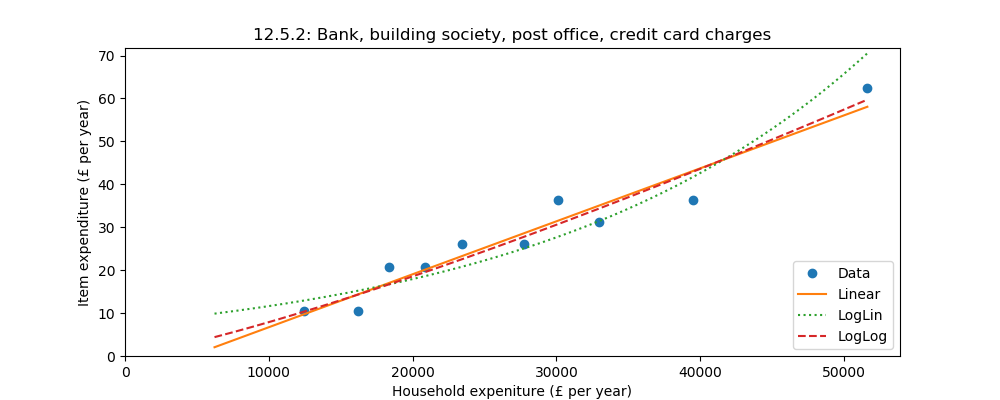 12.5.2: Bank, building society, post office, credit card charges
Item expenditure (£ per year)
70
60
50
40
30
20
10
0
0 10000 20000 30000 40000 50000
Household expeniture (£ per year)
Data
Linear
LogLin
LogLog